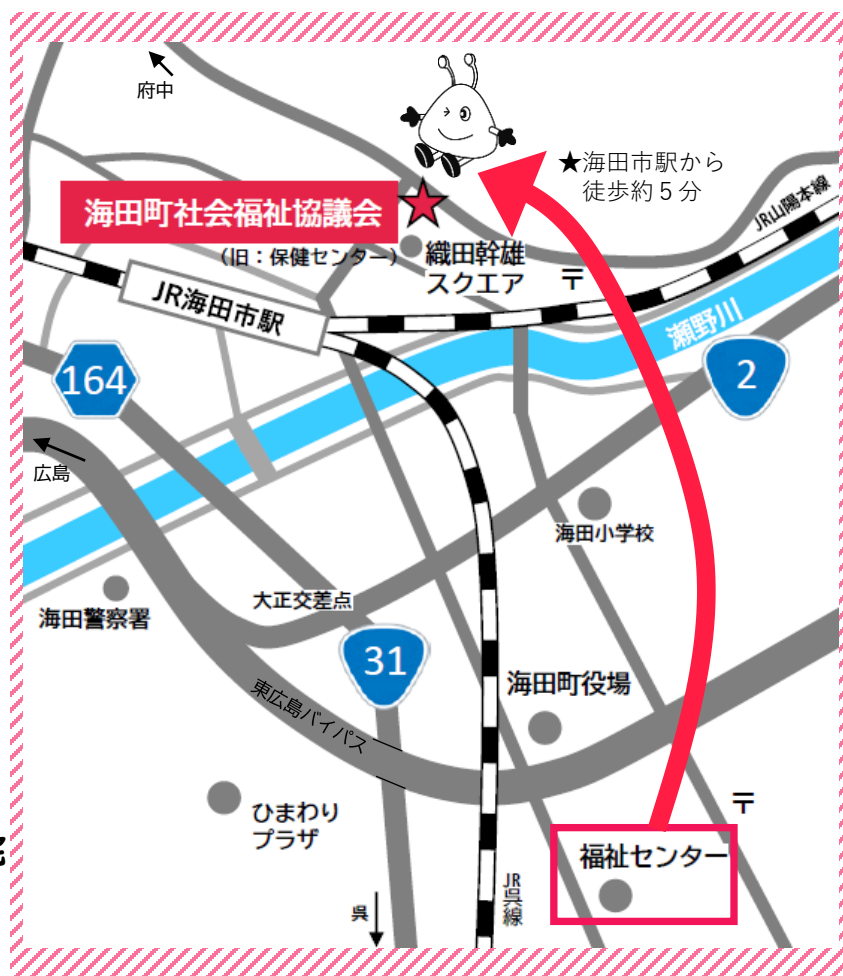 府中
★海田市駅から
徒歩約5分
JR山陽本線
海田町社会福祉協議会
(旧：保健センター)
織田幹雄
スクエア
〒
JR海田市駅
瀬野川
164
2
広島
海田小学校
大正交差点
海田警察署
31
海田町役場
東広島バイパス
ひまわり
プラザ
〒
福祉センター
JR呉線
呉